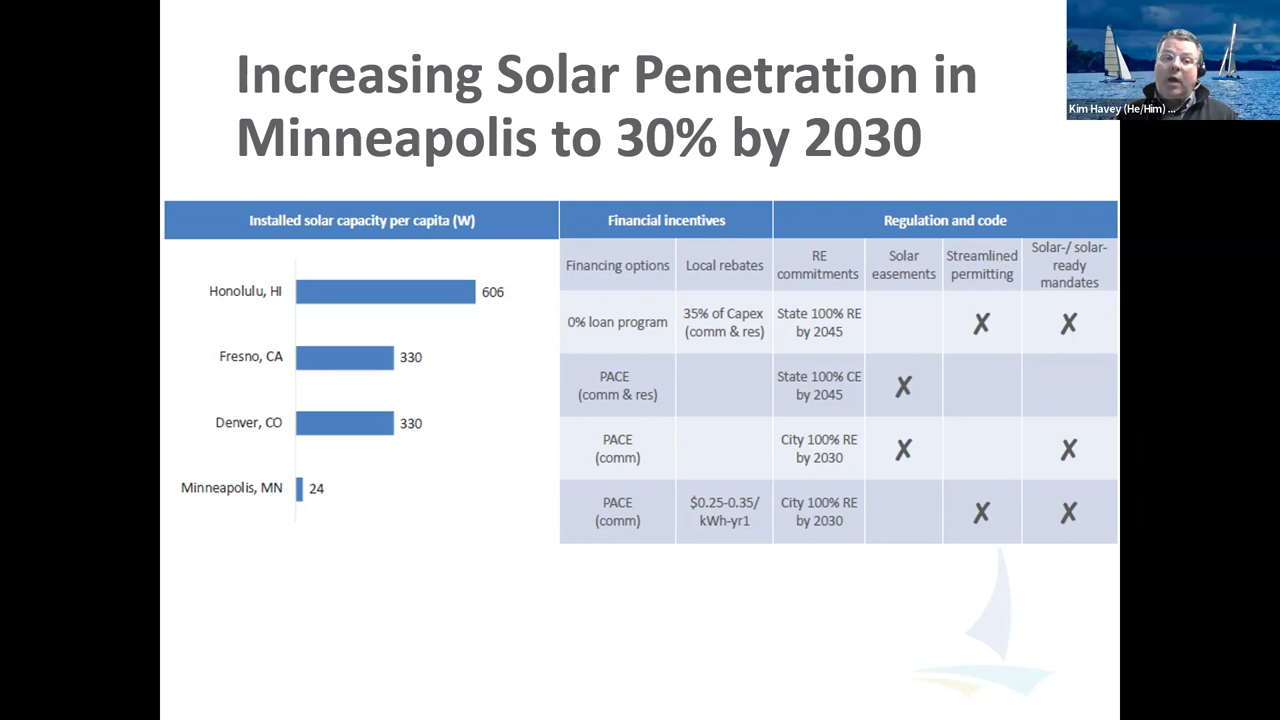 Increasing Solar Penetration in
Minneapolis to 30% by 2030
Kim Havey (He/Him) ...
Installed solar capacity per capita (W)
Financial incentives
Regulation and code
Financing options
Local rebates
RE
commitments
Solar
easements
Streamlined
permitting
Solar-/ solar-
ready
mandates
Honolulu, HI
606
0% loan program
35% of Capex
(comm & res)
State 100% RE
by 2045
✗
✗
Fresno, CA
330
PACE
(comm & res)
State 100% CE
by 2045
✗
Denver, CO
330
PACE
(comm)
City 100% RE
by 2030
✗
✗
Minneapolis, MN
24
PACE
(comm)
$0.25-0.35/
kWh-yr1
City 100% RE
by 2030
✗
✗